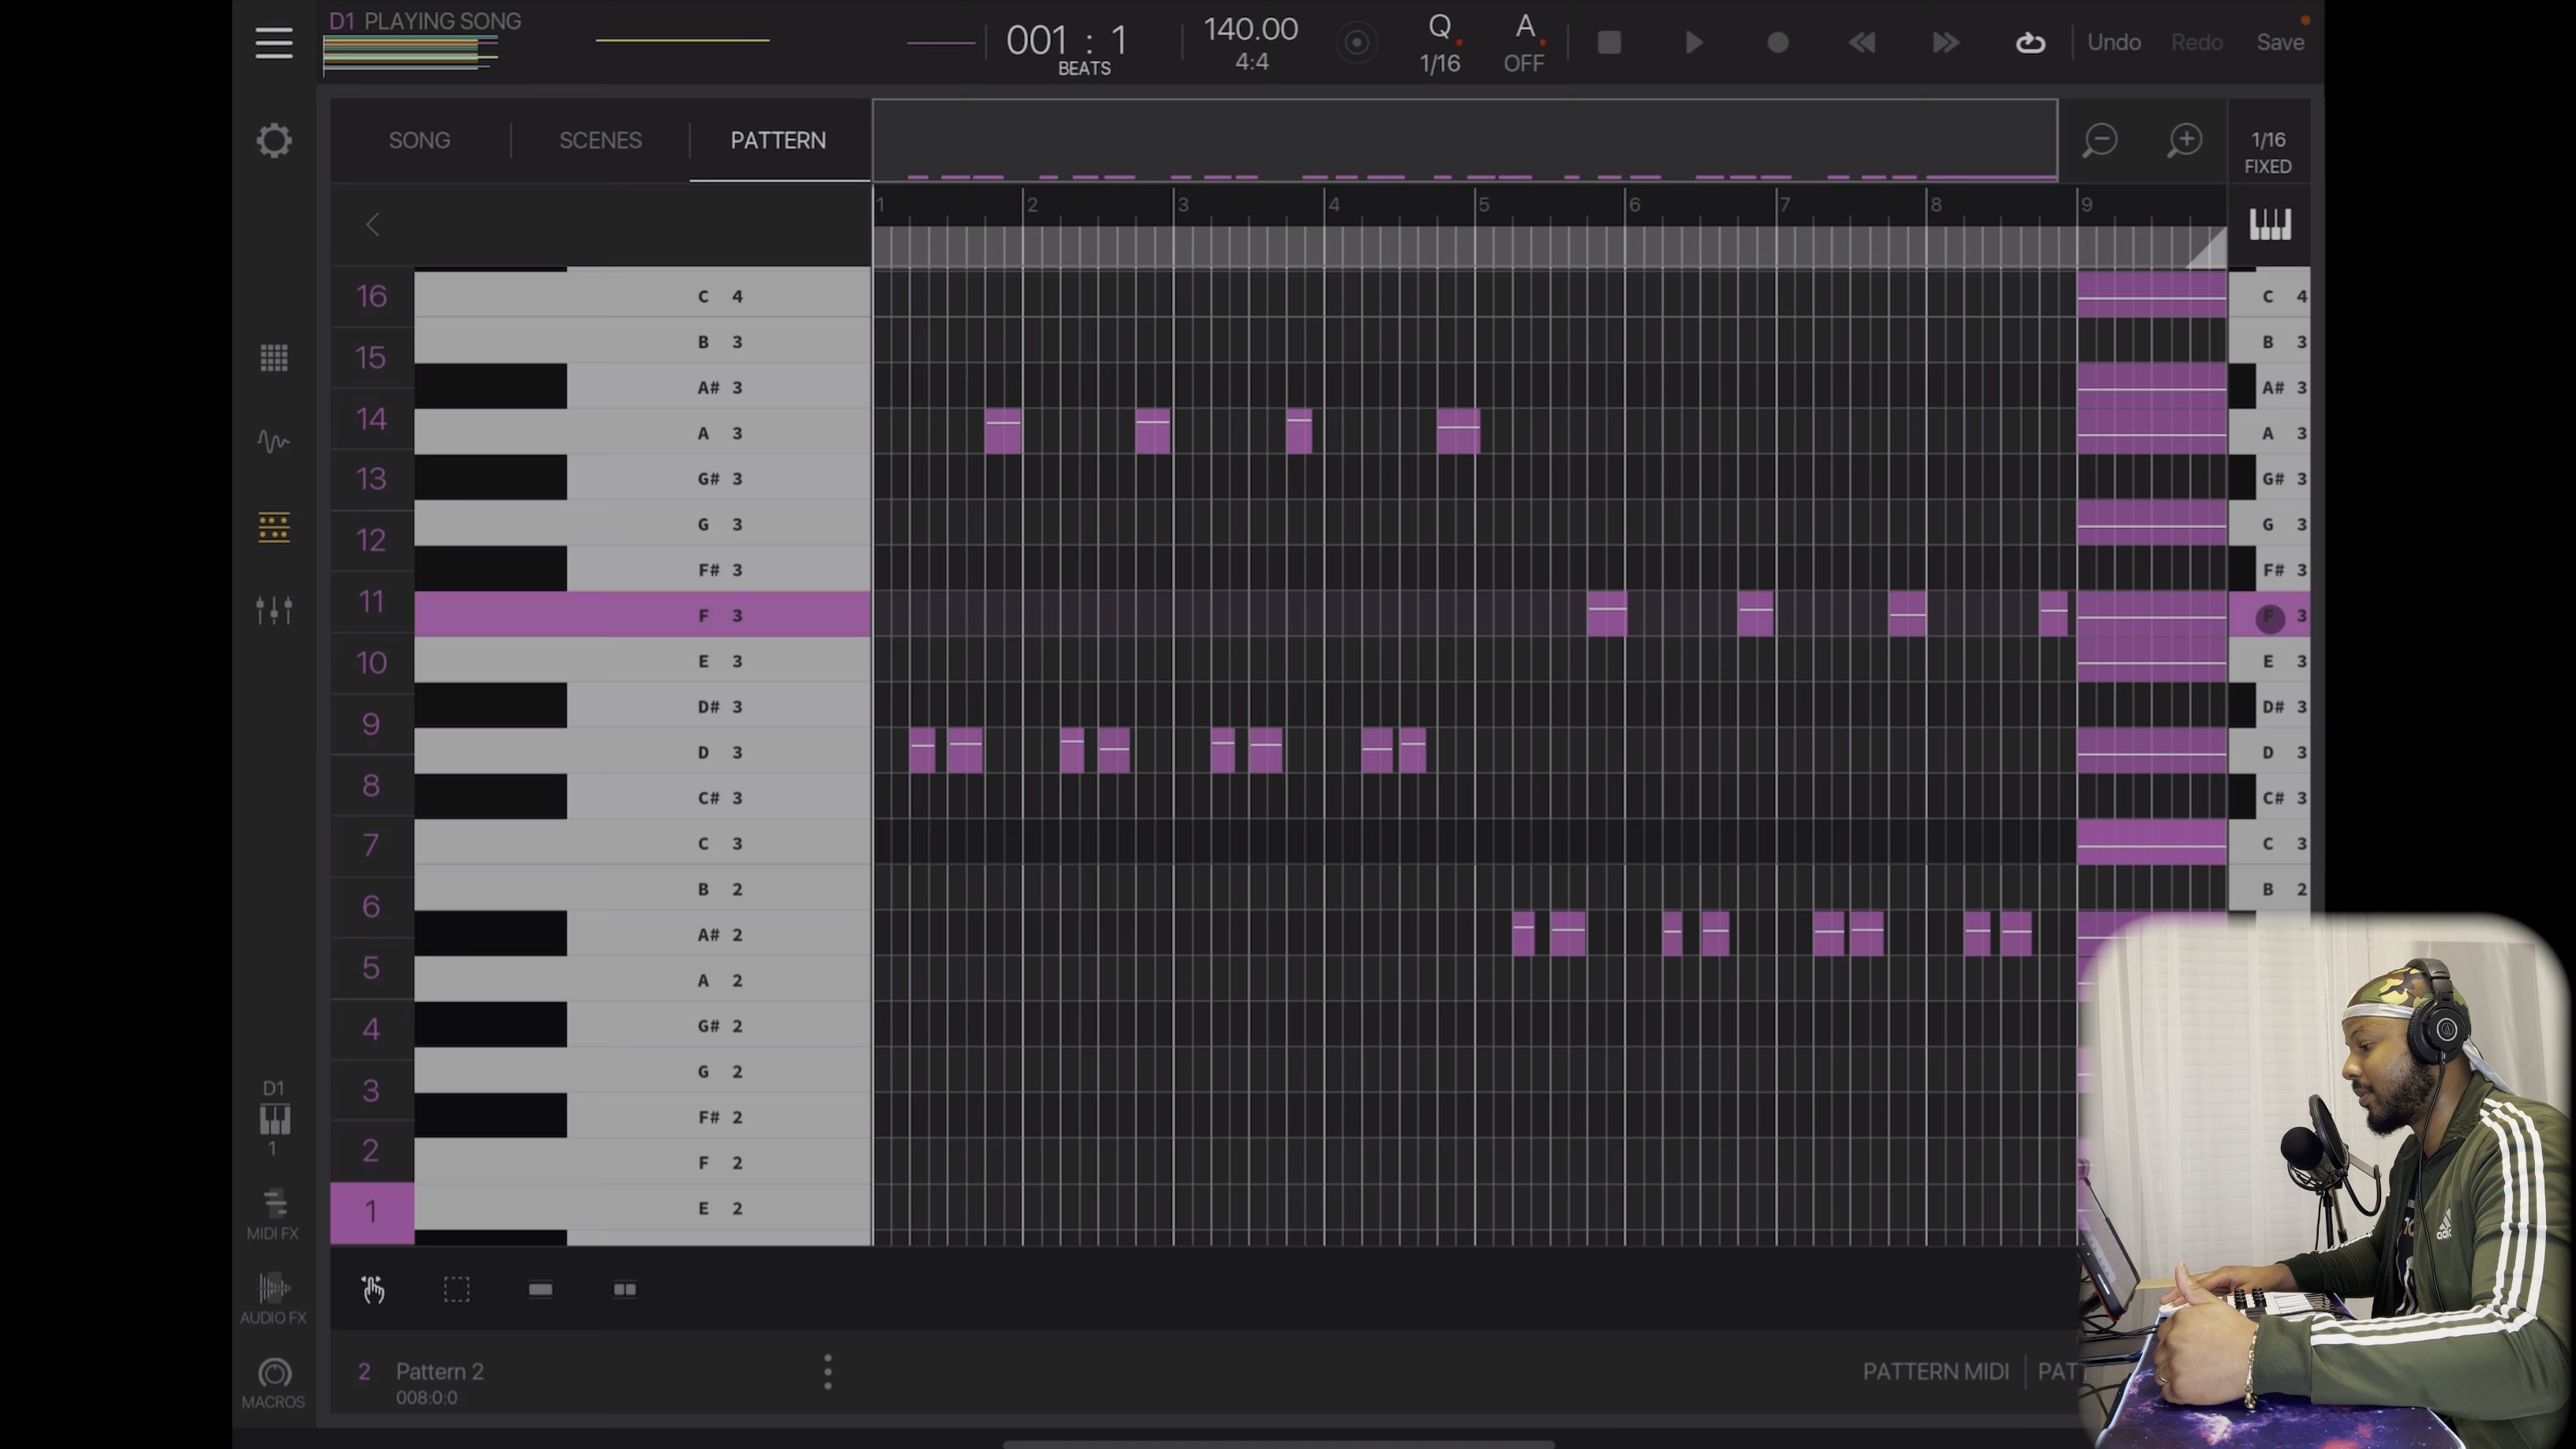 D1 PLAYING SONG
001 : 1
BEATS
140.00
4:4
Q
1/16
A
OFF
Undo
Redo
Save
SONG
SCENES
PATTERN
1/16
FIXED
1 2 3 4 5 6 7 8 9
16
15
14
13
12
11
10
9
8
7
6
5
4
3
2
1
C 4
B 3
A# 3
A 3
G# 3
G 3
F# 3
F 3
E 3
D# 3
D 3
C# 3
C 3
B 2
A# 2
A 2
G# 2
G 2
F# 2
F 2
E 2
C 4
B 3
A# 3
A 3
G# 3
G 3
F# 3
F 3
E 3
D# 3
D 3
C# 3
C 3
B 2
D1
1
MIDI FX
AUDIO FX
MACROS
2 Pattern 2
008:0:0
PATTERN MIDI
PAT